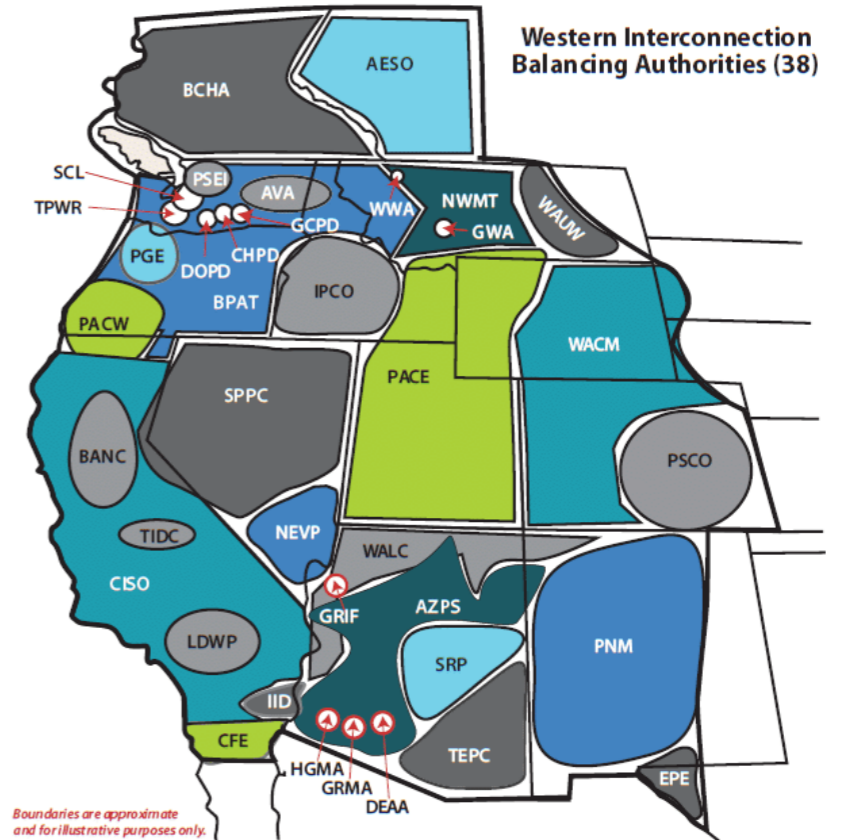 Western Interconnection
Balancing Authorities (38)
AESO
BCHA
SCL
PSEI
AVA
TPWR
WWA
NWMT
WAUW
GCPD
GWA
CHPD
DOPD
PGE
BPAT
IPCO
PACW
WACM
PACE
SPPC
BANC
PSCO
NEVP
TIDC
WALC
CISO
AZPS
GRIF
LDWP
SRP
PNM
IID
CFE
TEPC
HGMA
GRMA
DEAA
EPE
Boundaries are approximate
and for illustrative purposes only.